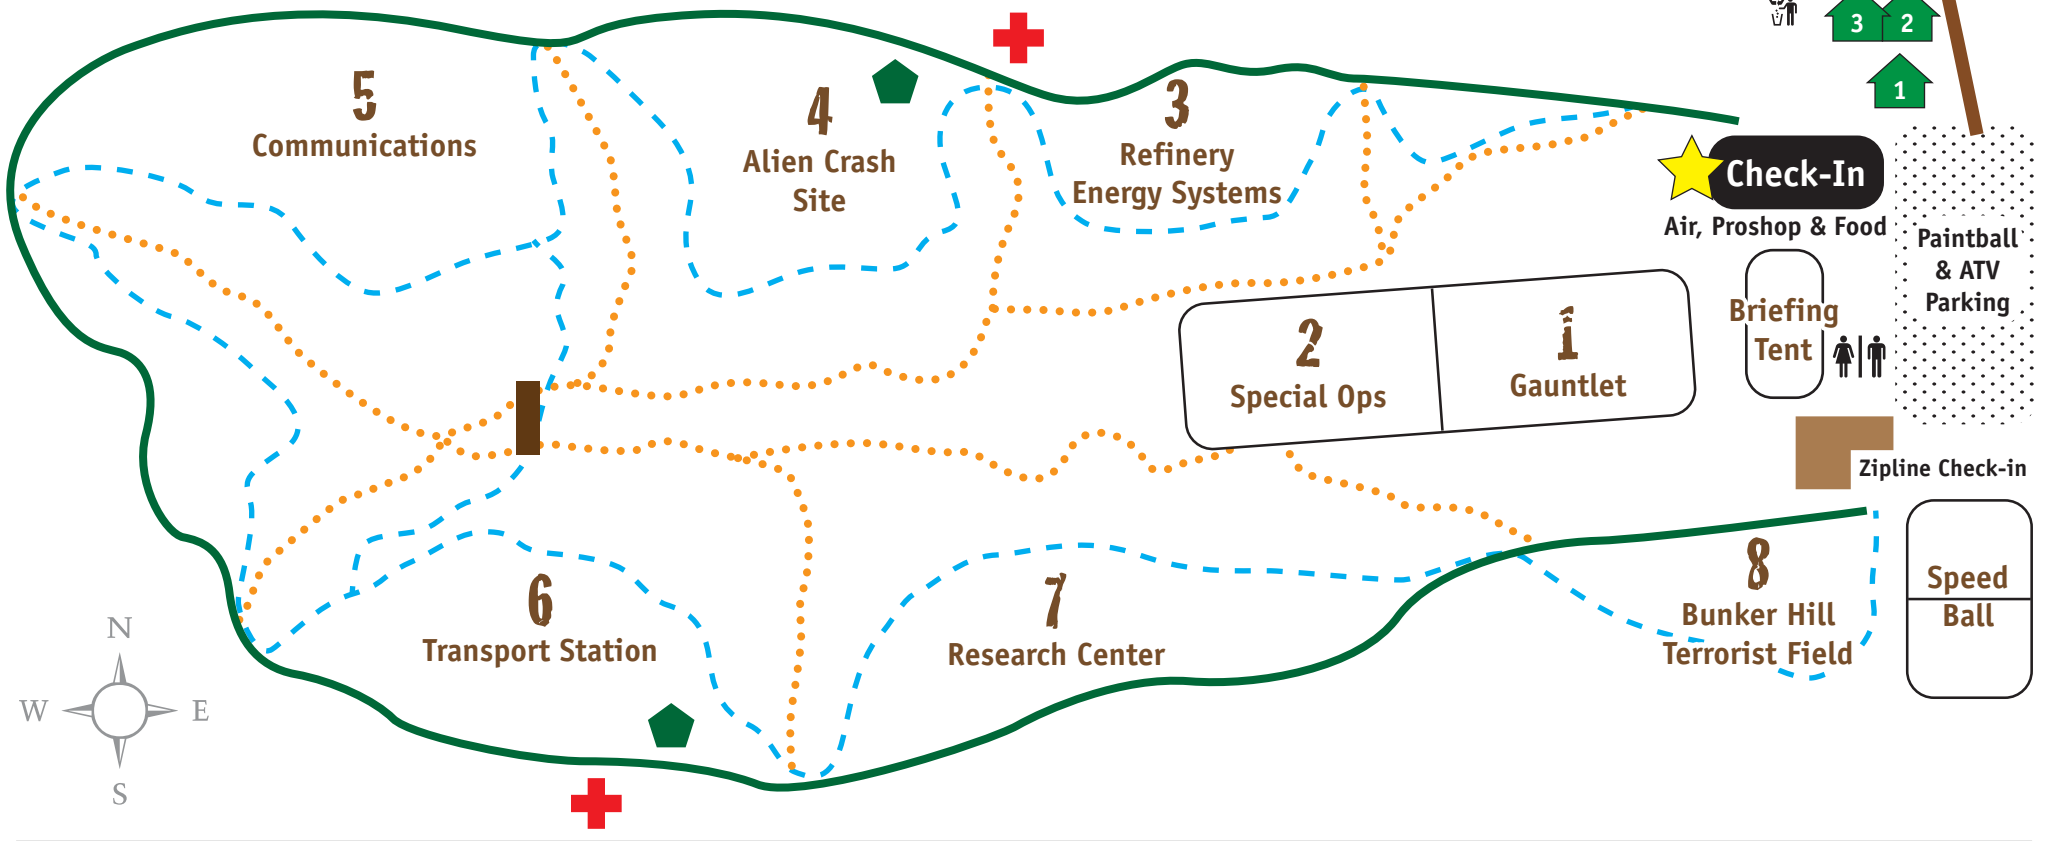 3
2
1
5
Communications
4
Alien Crash
Site
3
Refinery
Energy Systems
Check-In
Air, Proshop & Food
Paintball
& ATV
Parking
Briefing
Tent
2
Special Ops
1
Gauntlet
Zipline Check-in
6
Transport Station
7
Research Center
8
Bunker Hill
Terrorist Field
Speed
Ball
N
W
E
S